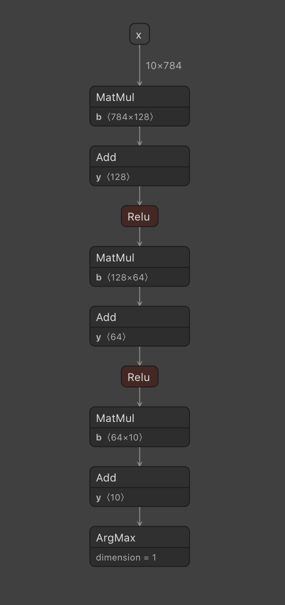 x
10×784
MatMul
b ⟨784×128⟩
Add
y ⟨128⟩
Relu
MatMul
b ⟨128×64⟩
Add
y ⟨64⟩
Relu
MatMul
b ⟨64×10⟩
Add
y ⟨10⟩
ArgMax
dimension = 1